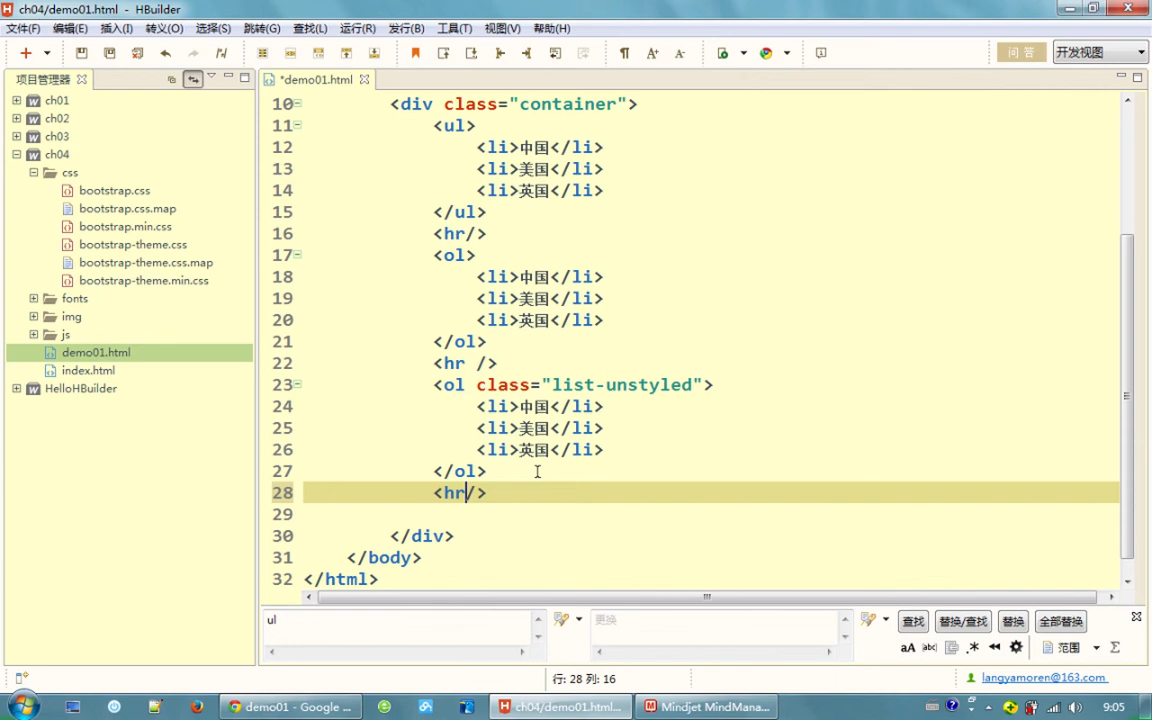 ch04/demo01.html - HBuilder
文件(F) 编辑(E) 插入(I) 转义(O) 选择(S) 跳转(G) 查找(L) 运行(R) 发行(B) 工具(T) 视图(V) 帮助(H)
问答 开发视图
项目管理器
*demo01.html
ch01
ch02
ch03
ch04
css
bootstrap.css
bootstrap.css.map
bootstrap.min.css
bootstrap-theme.css
bootstrap-theme.css.map
bootstrap-theme.min.css
fonts
img
js
demo01.html
index.html
HelloHBuilder
10 <div class="container">
11 <ul>
12 <li>中国</li>
13 <li>美国</li>
14 <li>英国</li>
15 </ul>
16 <hr/>
17 <ol>
18 <li>中国</li>
19 <li>美国</li>
20 <li>英国</li>
21 </ol>
22 <hr />
23 <ol class="list-unstyled">
24 <li>中国</li>
25 <li>美国</li>
26 <li>英国</li>
27 </ol>
28 <hr/>
29
30 </div>
31 </body>
32 </html>
ul 更换 查找 替换/查找 替换 全部替换
范围
行: 28 列: 16 langyamoren@163.com
demo01 - Google ... ch04/demo01.html... Mindjet MindMana... 9:05